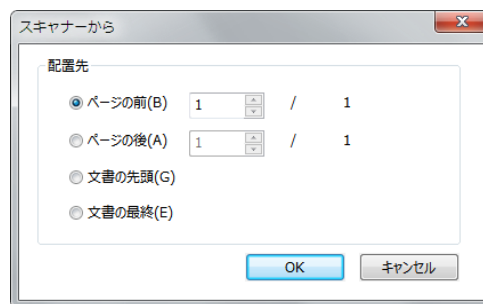 スキャナーから
配置先
ページの前(B) 1 / 1
ページの後(A) 1 / 1
文書の先頭(G)
文書の最終(E)
OK キャンセル